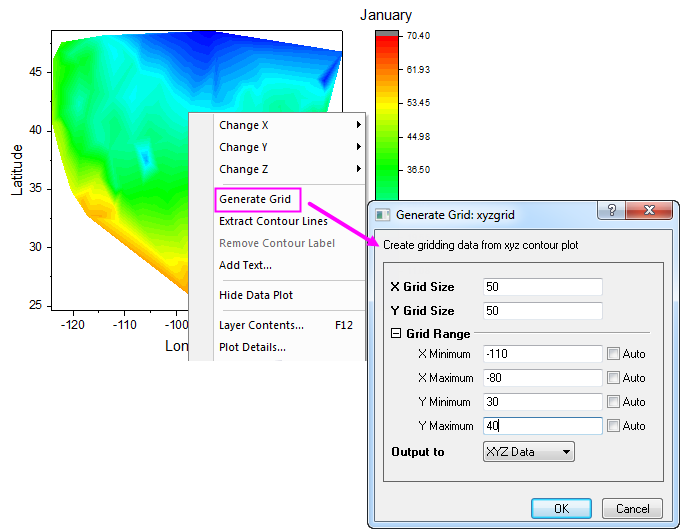 January
70.40
61.93
53.45
44.98
36.50
45
40
35
30
25
Latitude
-120
-110
-100
Lon
Change X
Change Y
Change Z
Generate Grid
Extract Contour Lines
Remove Contour Label
Add Text...
Hide Data Plot
Layer Contents... F12
Plot Details...
Generate Grid: xyzgrid
Create gridding data from xyz contour plot
X Grid Size 50
Y Grid Size 50
Grid Range
X Minimum -110 Auto
X Maximum -80 Auto
Y Minimum 30 Auto
Y Maximum 40 Auto
Output to XYZ Data
OK Cancel